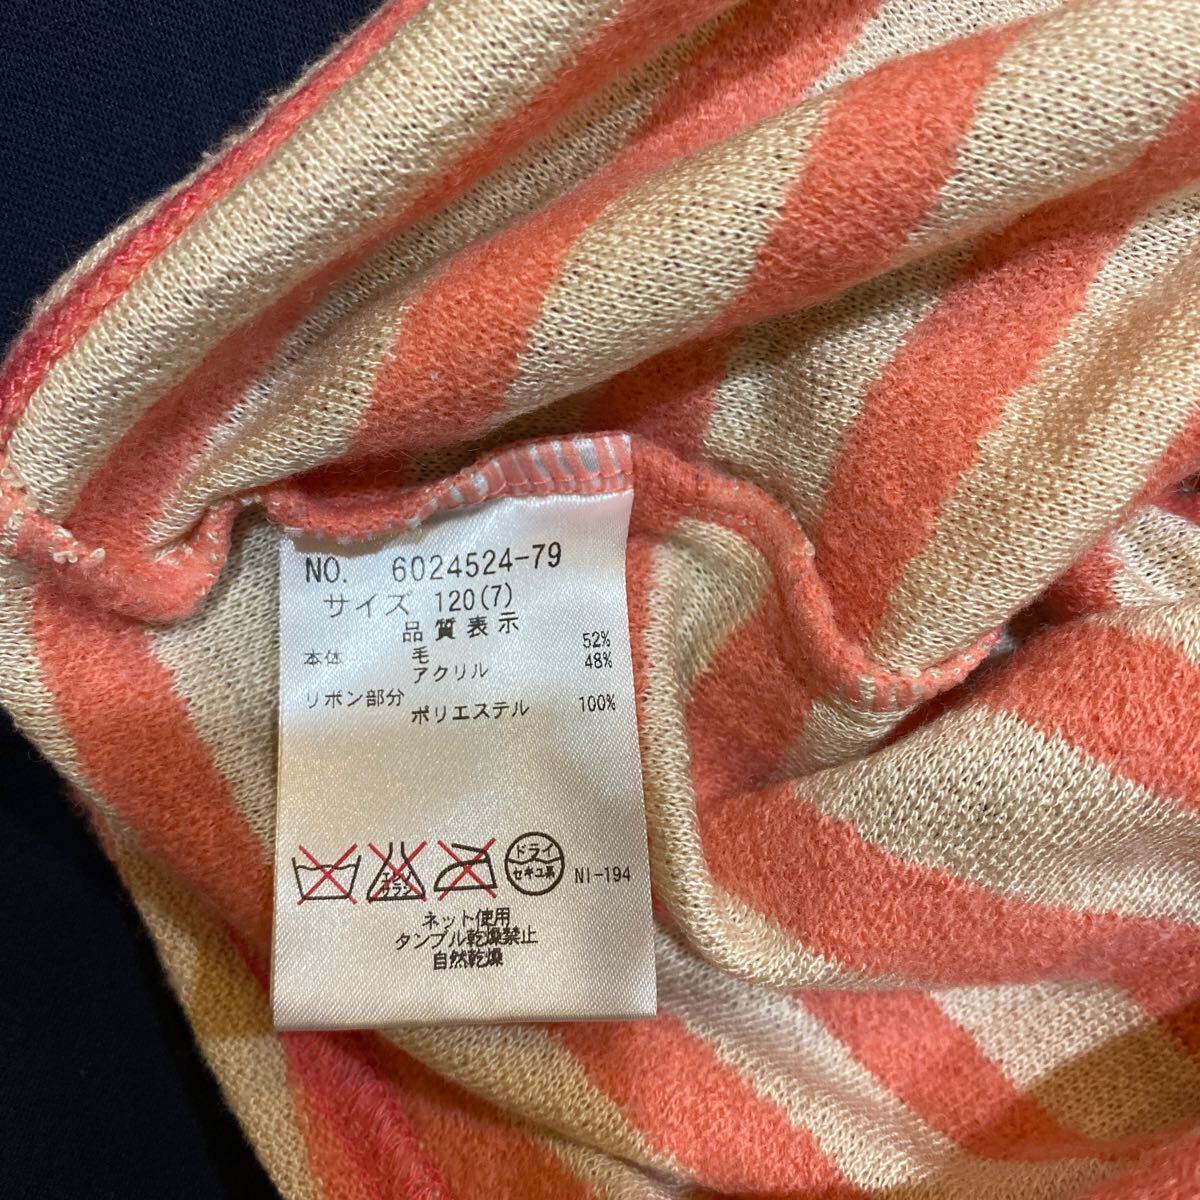 NO. 6024524-79
サイズ 120(7)
品質表示
本体 毛 52%
アクリル 48%
リボン部分 ポリエステル 100%
エンソ
サラシ
ドライ
セキユ系
NI-194
ネット使用
タンブル乾燥禁止
自然乾燥